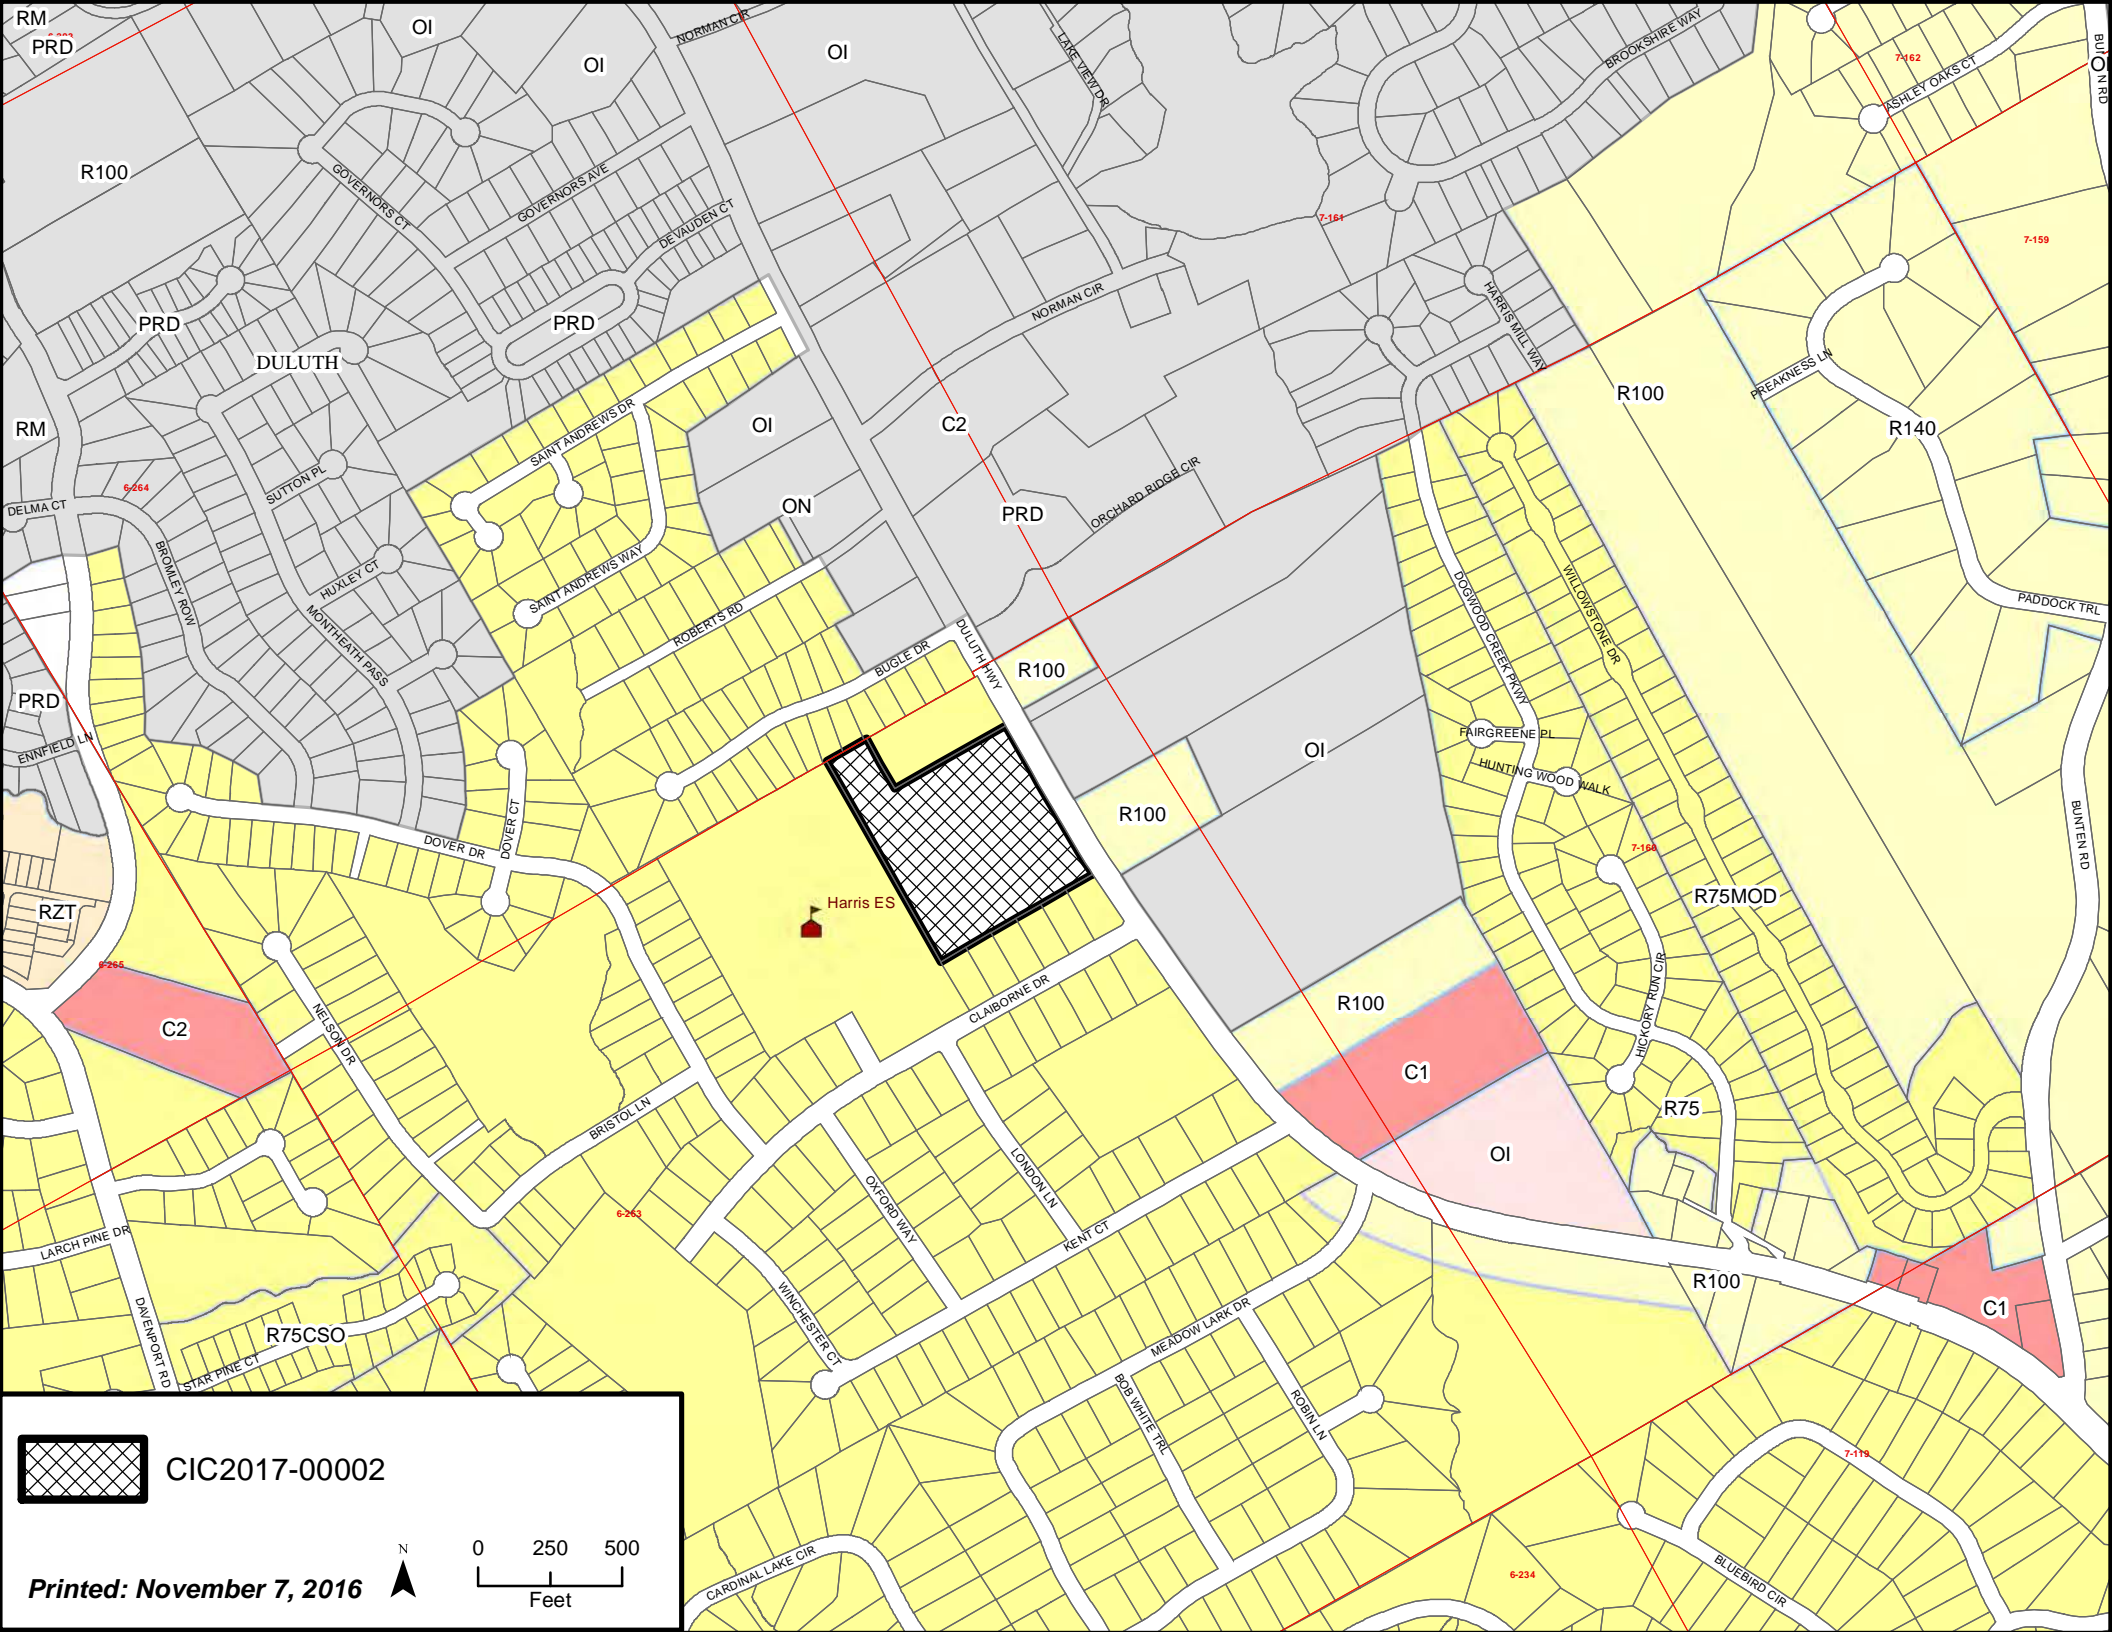 RM
6-203
PRD
OI
OI
NORMAN CIR
OI
LAKE VIEW DR
BROOKSHIRE WAY
7-162
ASHLEY OAKS CT
OI
R100
GOVERNORS CT
GOVERNORS AVE
DEVAUDEN CT
7-161
7-159
PRD
DULUTH
PRD
NORMAN CIR
HARRIS MILL WAY
PREAKNESS LN
R100
R140
RM
SAINT ANDREWS DR
OI
C2
SUTTON PL
6-264
DELMA CT
ON
PRD
ORCHARD RIDGE CIR
BROMLEY ROW
HUXLEY CT
MONTHEATH PASS
SAINT ANDREWS WAY
ROBERTS RD
BUGLE DR
DULUTH HWY
R100
DOGWOOD CREEK PKWY
WILLOWSTONE DR
PADDOCK TRL
PRD
ENNFIELD LN
FAIRGREENE PL
HUNTING WOOD WALK
OI
R100
BUNTEN RD
DOVER DR
DOVER CT
7-160
R75MOD
RZT
Harris ES
6-265
C2
NELSON DR
CLAIBORNE DR
R100
HICKORY RUN CIR
C1
R75
BRISTOL LN
LONDON LN
OI
OXFORD WAY
6-263
KENT CT
LARCH PINE DR
DAVENPORT RD
R75CSO
STAR PINE CT
WINCHESTER CT
MEADOW LARK DR
R100
C1
BOB WHITE TRL
ROBIN LN
7-119
CARDINAL LAKE CIR
6-234
BLUEBIRD CIR
CIC2017-00002
Printed: November 7, 2016
N
0 250 500
Feet